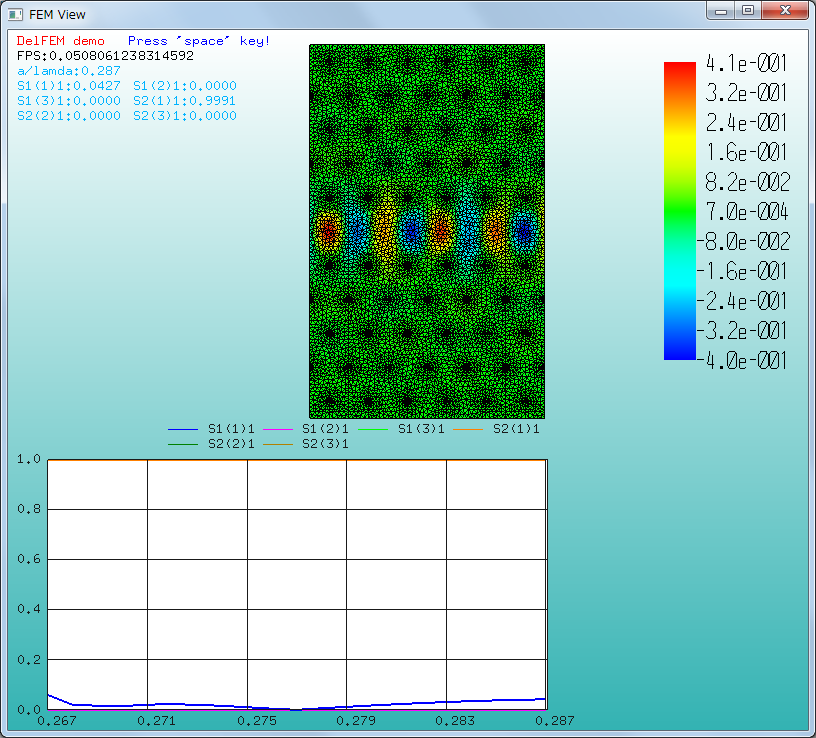 FEM View
DelFEM demo Press 'space' key!
FPS:0.0508061238314592
a/lamda:0.287
S1(1)1:0.0427 S1(2)1:0.0000
S1(3)1:0.0000 S2(1)1:0.9991
S2(2)1:0.0000 S2(3)1:0.0000
4.1e-001
3.2e-001
2.4e-001
1.6e-001
8.2e-002
7.0e-004
-8.0e-002
-1.6e-001
-2.4e-001
-3.2e-001
-4.0e-001
S1(1)1 S1(2)1 S1(3)1 S2(1)1
S2(2)1 S2(3)1
1.0
0.8
0.6
0.4
0.2
0.0
0.267 0.271 0.275 0.279 0.283 0.287